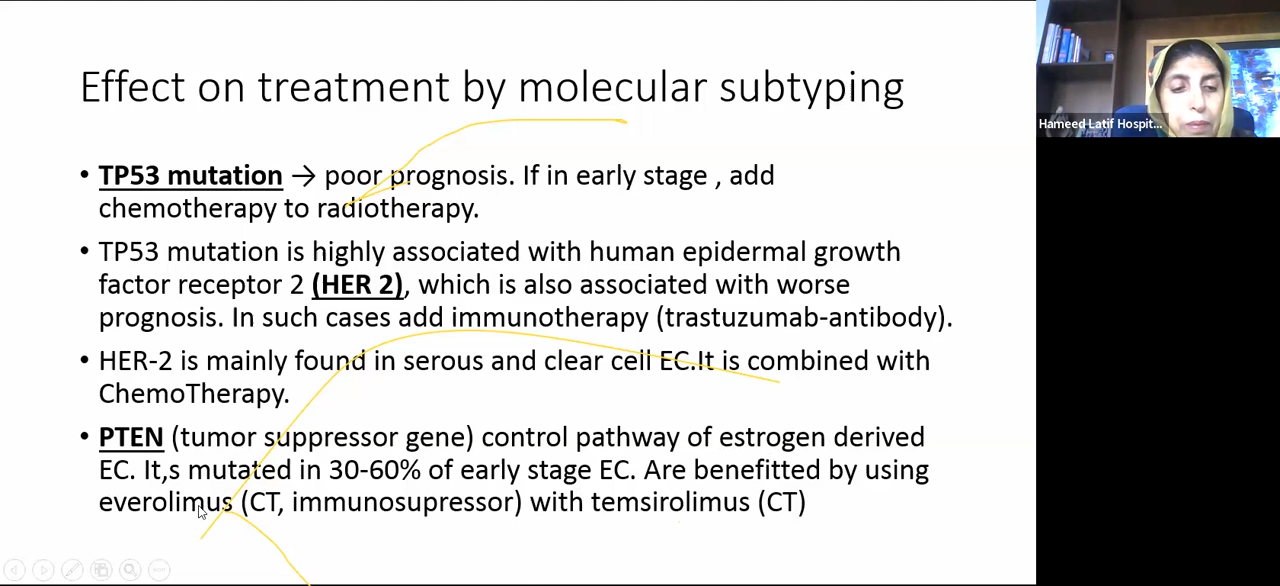 Effect on treatment by molecular subtyping
• TP53 mutation → poor prognosis. If in early stage , add
chemotherapy to radiotherapy.
• TP53 mutation is highly associated with human epidermal growth
factor receptor 2 (HER 2), which is also associated with worse
prognosis. In such cases add immunotherapy (trastuzumab-antibody).
• HER-2 is mainly found in serous and clear cell EC.It is combined with
ChemoTherapy.
• PTEN (tumor suppressor gene) control pathway of estrogen derived
EC. It,s mutated in 30-60% of early stage EC. Are benefitted by using
everolimus (CT, immunosupressor) with temsirolimus (CT)
Hameed Latif Hospit...